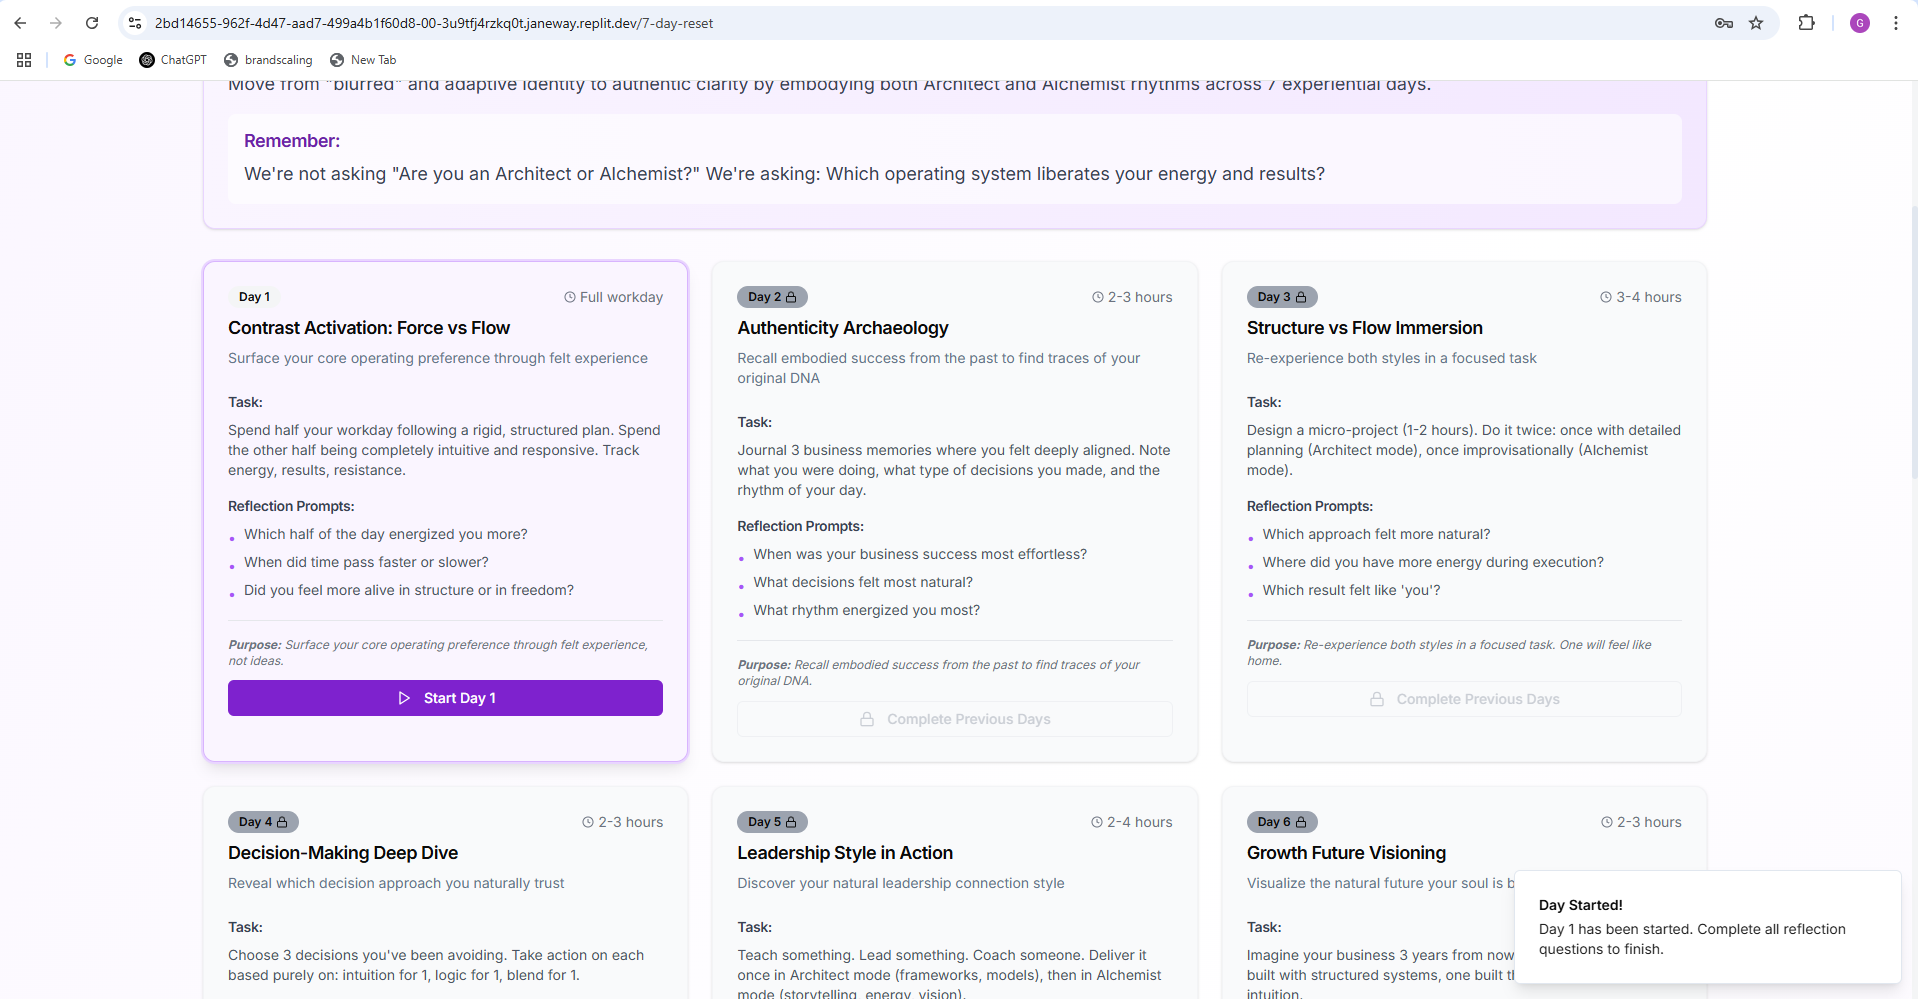 2bd14655-962f-4d47-aad7-499a4b1f60d8-00-3u9tfj4rzkq0t.janeway.replit.dev/7-day-reset
G
Google
ChatGPT
brandscaling
New Tab
Move from "blurred" and adaptive identity to authentic clarity by embodying both Architect and Alchemist rhythms across 7 experiential days.
Remember:
We're not asking "Are you an Architect or Alchemist?" We're asking: Which operating system liberates your energy and results?
Day 1
Full workday
Contrast Activation: Force vs Flow
Surface your core operating preference through felt experience
Task:
Spend half your workday following a rigid, structured plan. Spend
the other half being completely intuitive and responsive. Track
energy, results, resistance.
Reflection Prompts:
• Which half of the day energized you more?
• When did time pass faster or slower?
• Did you feel more alive in structure or in freedom?
Purpose: Surface your core operating preference through felt experience,
not ideas.
Start Day 1
Day 2
2-3 hours
Authenticity Archaeology
Recall embodied success from the past to find traces of your
original DNA
Task:
Journal 3 business memories where you felt deeply aligned. Note
what you were doing, what type of decisions you made, and the
rhythm of your day.
Reflection Prompts:
• When was your business success most effortless?
• What decisions felt most natural?
• What rhythm energized you most?
Purpose: Recall embodied success from the past to find traces of your
original DNA.
Complete Previous Days
Day 3
3-4 hours
Structure vs Flow Immersion
Re-experience both styles in a focused task
Task:
Design a micro-project (1-2 hours). Do it twice: once with detailed
planning (Architect mode), once improvisationally (Alchemist
mode).
Reflection Prompts:
• Which approach felt more natural?
• Where did you have more energy during execution?
• Which result felt like 'you'?
Purpose: Re-experience both styles in a focused task. One will feel like
home.
Complete Previous Days
Day 4
2-3 hours
Decision-Making Deep Dive
Reveal which decision approach you naturally trust
Task:
Choose 3 decisions you've been avoiding. Take action on each
based purely on: intuition for 1, logic for 1, blend for 1.
Day 5
2-4 hours
Leadership Style in Action
Discover your natural leadership connection style
Task:
Teach something. Lead something. Coach someone. Deliver it
once in Architect mode (frameworks, models), then in Alchemist
mode (storytelling, energy, vision).
Day 6
2-3 hours
Growth Future Visioning
Visualize the natural future your soul is
Task:
Imagine your business 3 years from now
built with structured systems, one built
intuition.
Day Started!
Day 1 has been started. Complete all reflection
questions to finish.